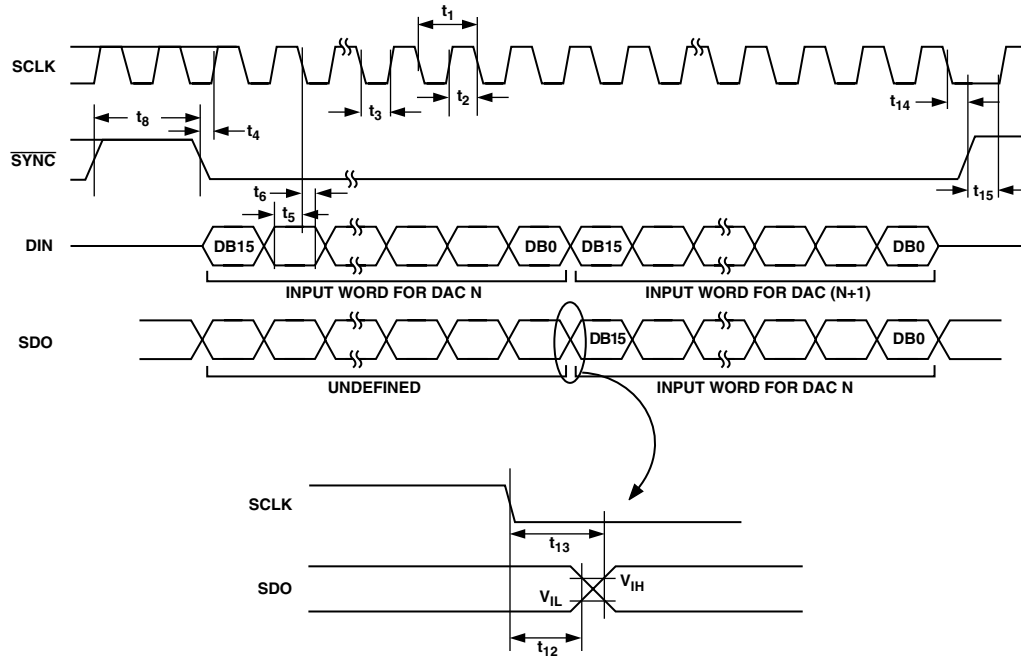 t1
SCLK
t3
t2
t14
t8
t4
SYNC
t6
t15
t5
DIN
DB15
DB0
DB15
DB0
INPUT WORD FOR DAC N
INPUT WORD FOR DAC (N+1)
SDO
DB15
DB0
UNDEFINED
INPUT WORD FOR DAC N
SCLK
t13
SDO
VIH
VIL
t12